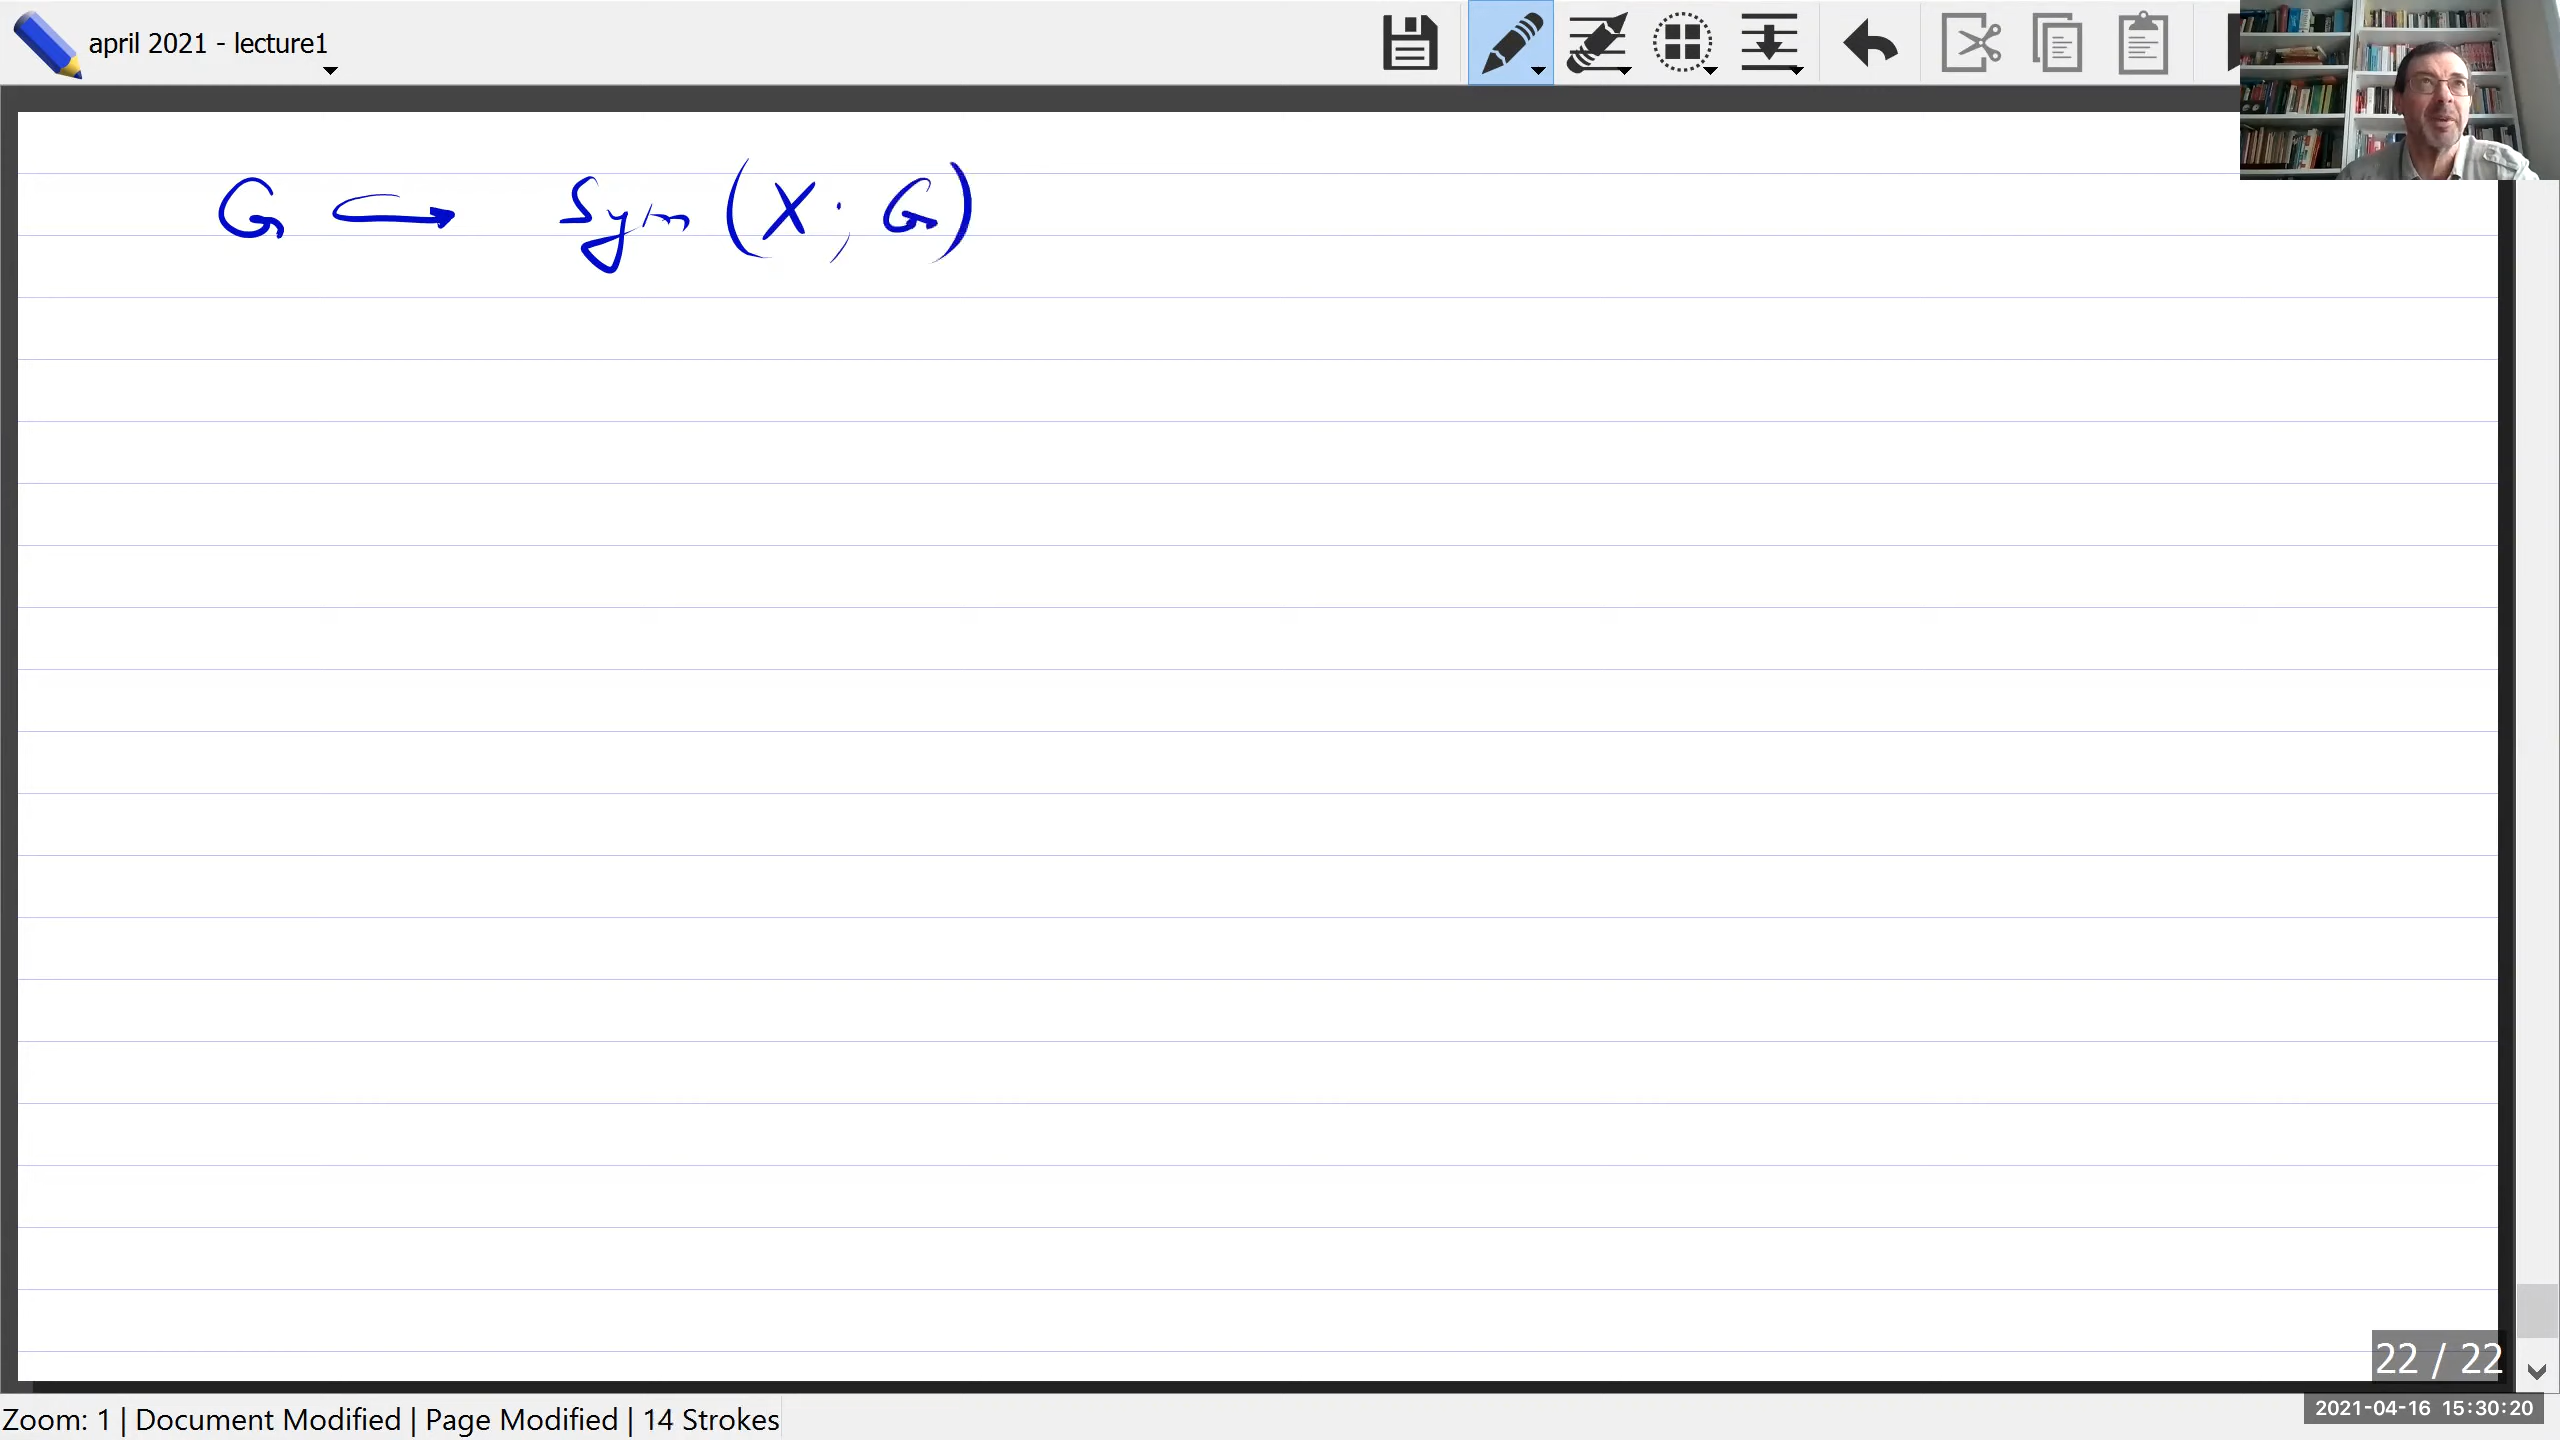 april 2021 - lecture1
G ↪ Sym (X; G)
22 / 22
Zoom: 1 | Document Modified | Page Modified | 14 Strokes
2021-04-16 15:30:20